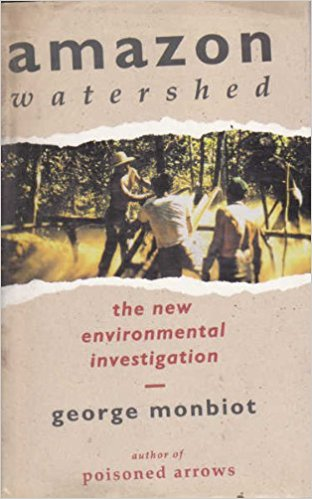 amazon
watershed
the new
environmental
investigation
george monbiot
author of
poisoned arrows